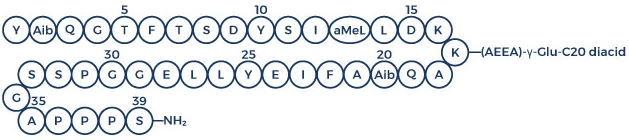 5 10 15
Y Aib Q G T F T S D Y S I aMeL L D K
K –(AEEA)-γ-Glu-C20 diacid
30 25 20
S S P G G E L L Y E I F A Aib Q A
G
35 39
A P P P S –NH₂